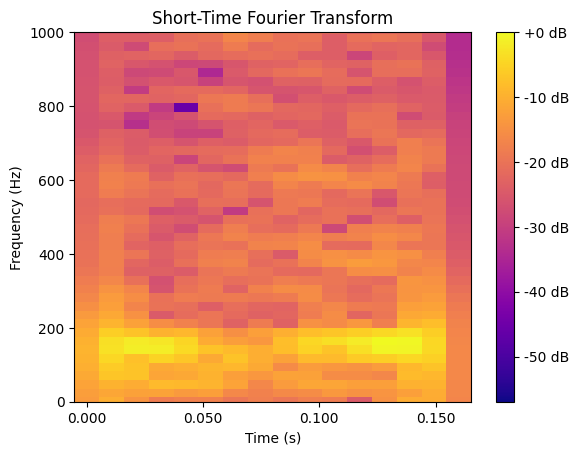 Short-Time Fourier Transform
1000
800
600
400
200
0
Frequency (Hz)
0.000
0.050
0.100
0.150
Time (s)
+0 dB
-10 dB
-20 dB
-30 dB
-40 dB
-50 dB